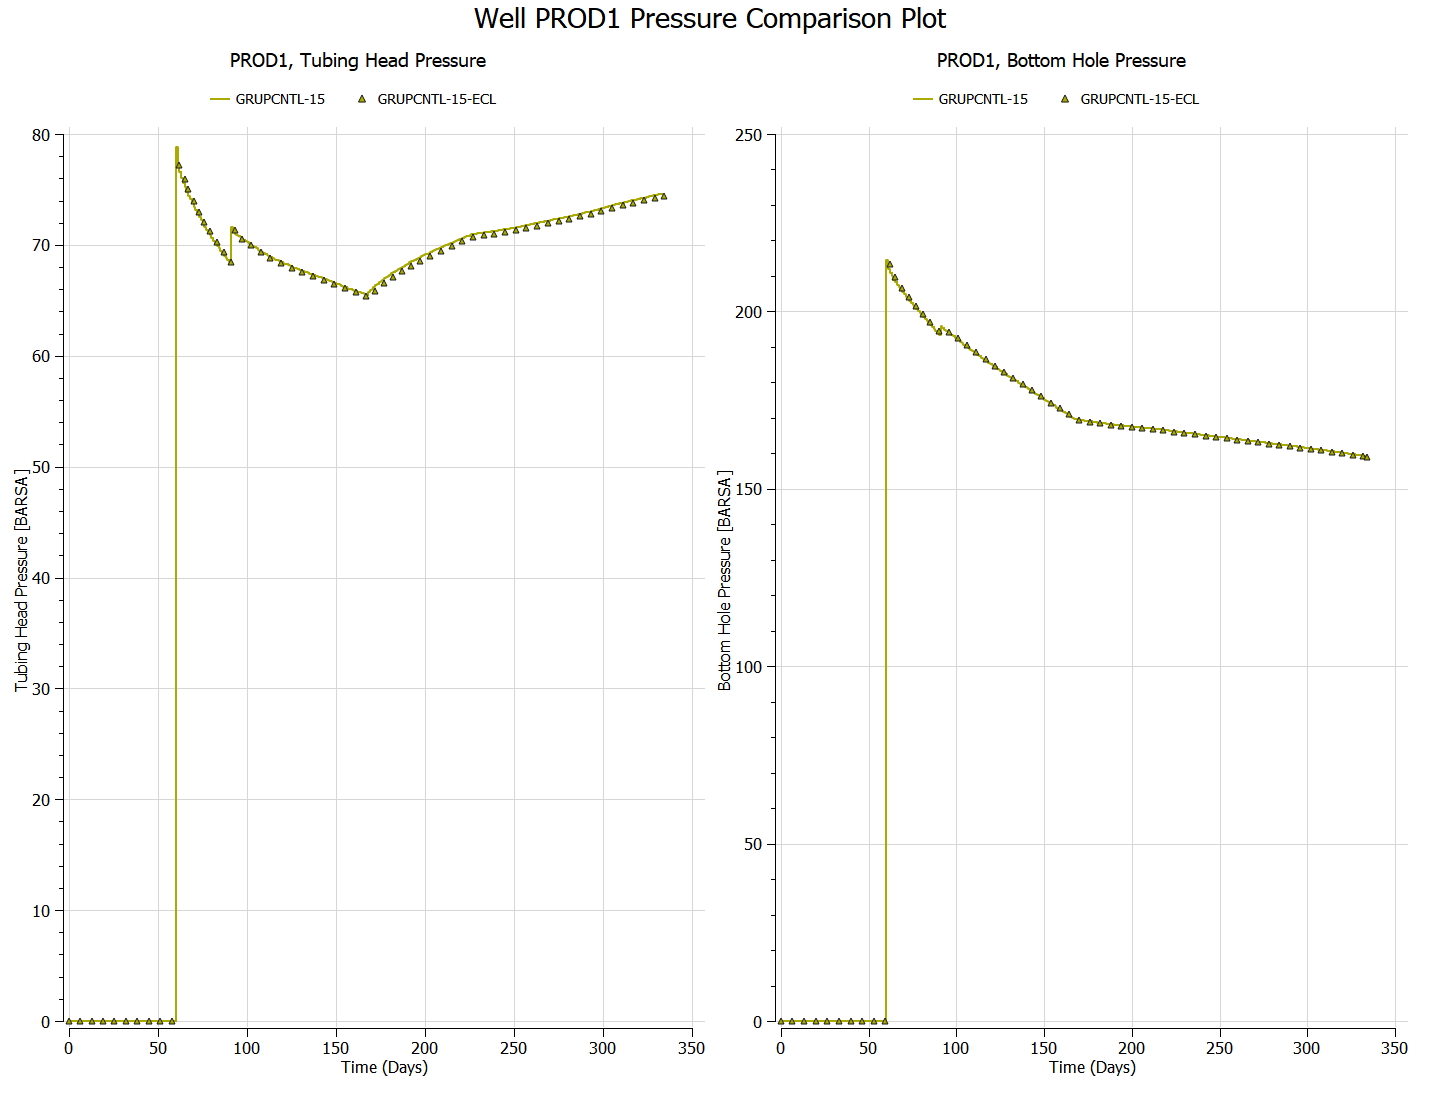 Well PROD1 Pressure Comparison Plot
PROD1, Tubing Head Pressure
GRUPCNTL-15
GRUPCNTL-15-ECL
Tubing Head Pressure [BARSA]
80
70
60
50
40
30
20
10
0
0 50 100 150 200 250 300 350
Time (Days)
PROD1, Bottom Hole Pressure
GRUPCNTL-15
GRUPCNTL-15-ECL
Bottom Hole Pressure [BARSA]
250
200
150
100
50
0
0 50 100 150 200 250 300 350
Time (Days)